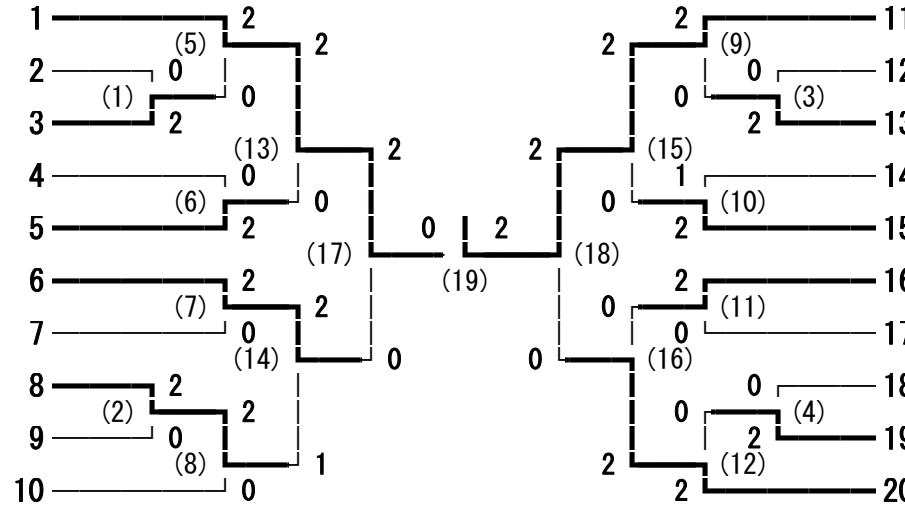 1 2 2 11
(5) 2 2 (9)
2 0 0 12
(1) 0 0 (3)
3 2 2 13
(13) 2 2 (15)
4 0 1 14
(6) 0 0 (10)
5 2 0 2 2 15
(17) (19) (18)
6 2 2 16
(7) 2 0 (11)
7 0 0 17
(14) 0 0 (16)
8 2 0 18
(2) 2 0 (4)
9 0 2 19
(8) 1 2 (12)
10 0 2 20